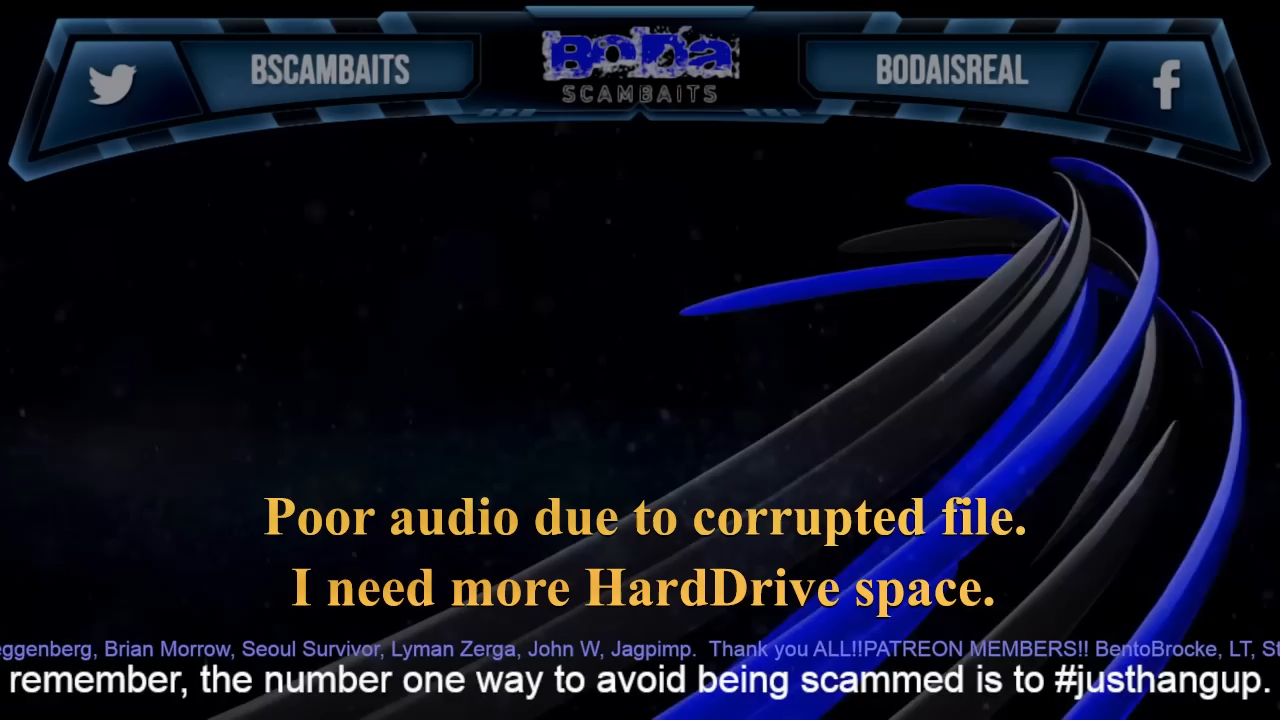 BSCAMBAITS
BoDa
SCAMBAITS
BODAISREAL
Poor audio due to corrupted file.
I need more HardDrive space.
eggenberg, Brian Morrow, Seoul Survivor, Lyman Zerga, John W, Jagpimp.  Thank you ALL!!PATREON MEMBERS!! BentoBrocke, LT, St
remember, the number one way to avoid being scammed is to #justhangup.